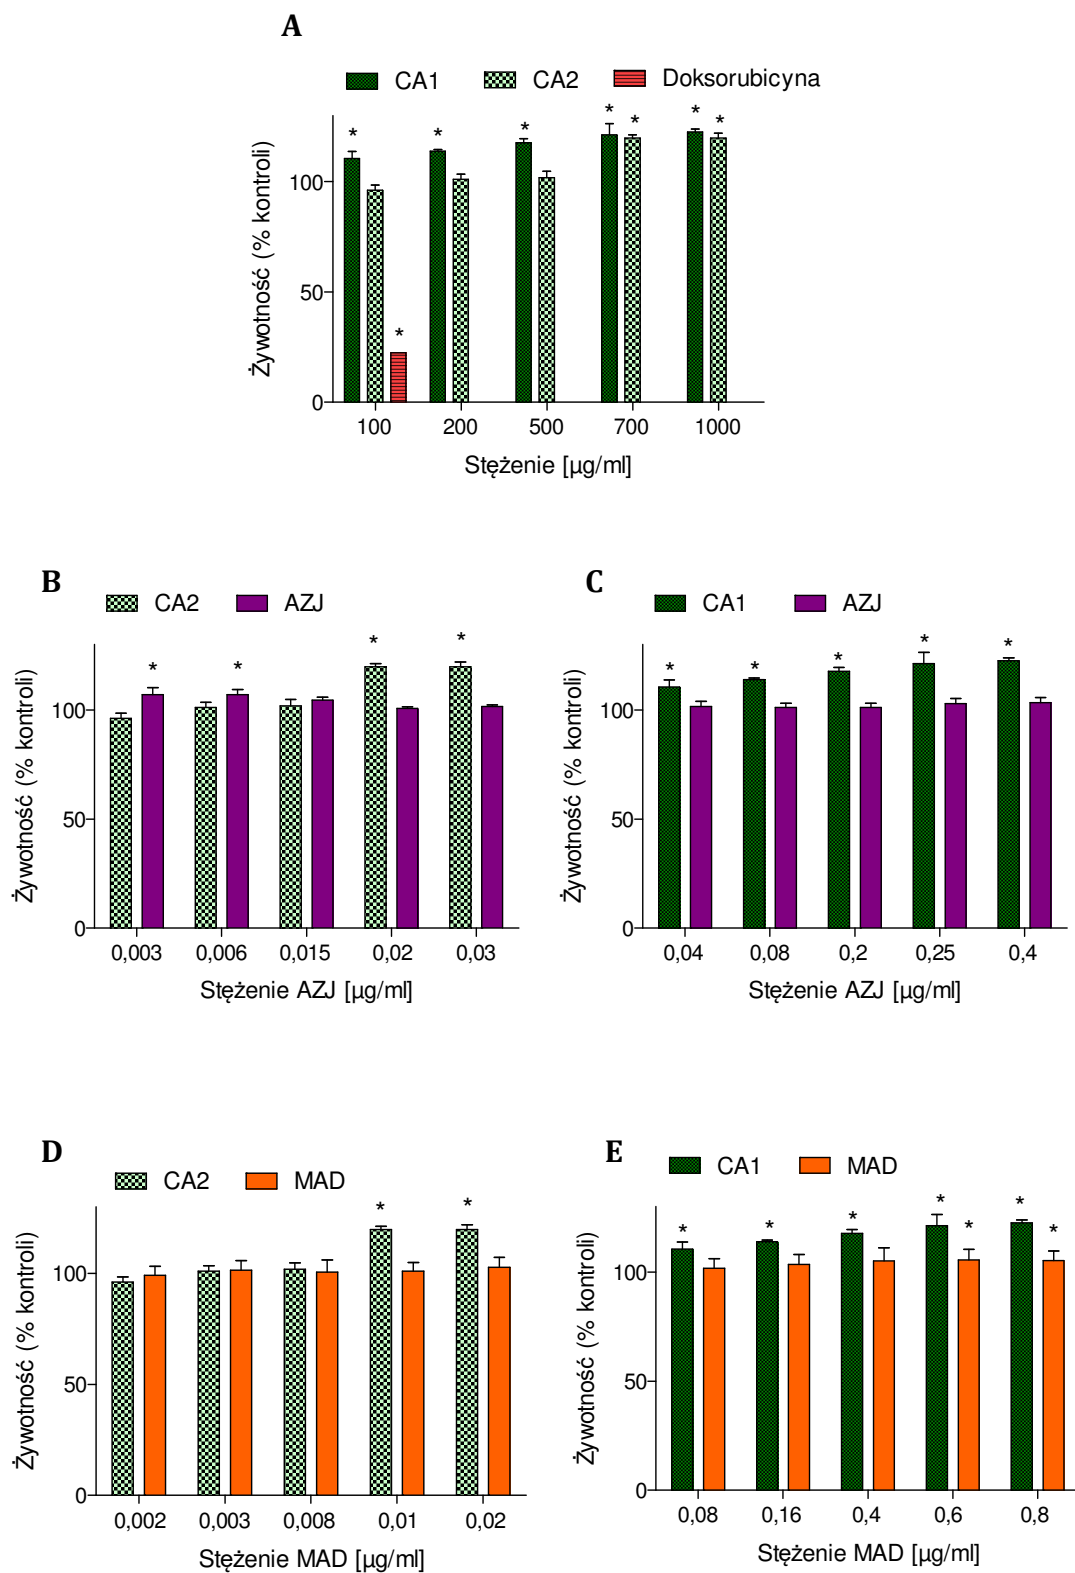 A
CA1 CA2 Doksorubicyna
Żywotność (% kontroli)
* * * * * * * *
100
50
*
0
100 200 500 700 1000
Stężenie [µg/ml]
B
CA2 AZJ
Żywotność (% kontroli)
* * * *
100
50
0
0,003 0,006 0,015 0,02 0,03
Stężenie AZJ [µg/ml]
C
CA1 AZJ
Żywotność (% kontroli)
* * * * *
100
50
0
0,04 0,08 0,2 0,25 0,4
Stężenie AZJ [µg/ml]
D
CA2 MAD
Żywotność (% kontroli)
* *
100
50
0
0,002 0,003 0,008 0,01 0,02
Stężenie MAD [µg/ml]
E
CA1 MAD
Żywotność (% kontroli)
* * * * * * *
100
50
0
0,08 0,16 0,4 0,6 0,8
Stężenie MAD [µg/ml]